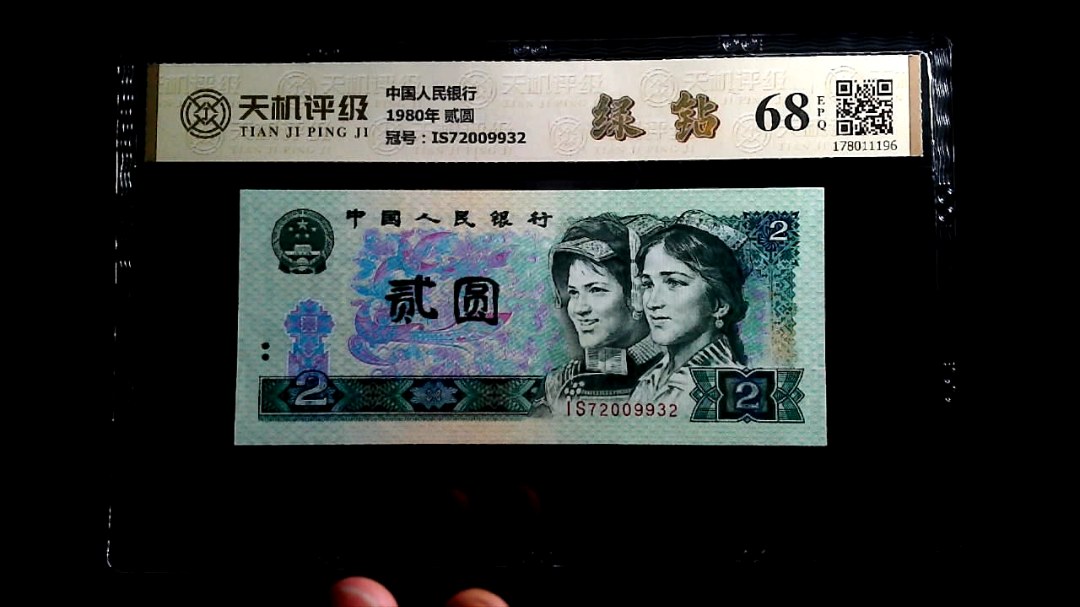 天机评级
TIAN JI PING JI
中国人民银行
1980年 贰圆
冠号：IS72009932
绿 钻
68
EPQ
178011196
中國人民銀行
2
贰圆
2
IS72009932
2